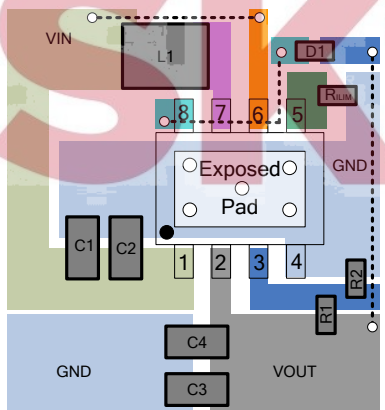 VIN
L1
D1
RILIM
8 7 6 5
GND
Exposed
Pad
C1 C2
1 2 3 4
R2
R1
C4
GND
VOUT
C3